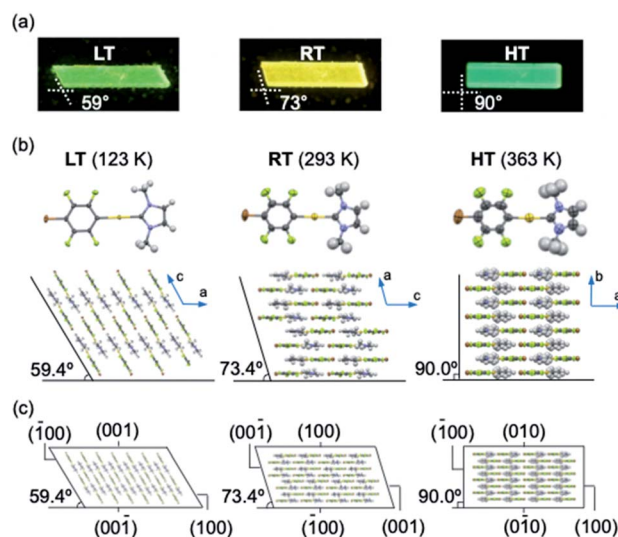 (a)
LT RT HT
59° 73° 90°
(b)
LT (123 K) RT (293 K) HT (363 K)
c a a c b a
59.4° 73.4° 90.0°
(c)
(1̄00) (001) (001̄) (100) (1̄00) (010)
59.4° 73.4° 90.0°
(001̄) (100) (1̄00) (001) (01̄0) (100)